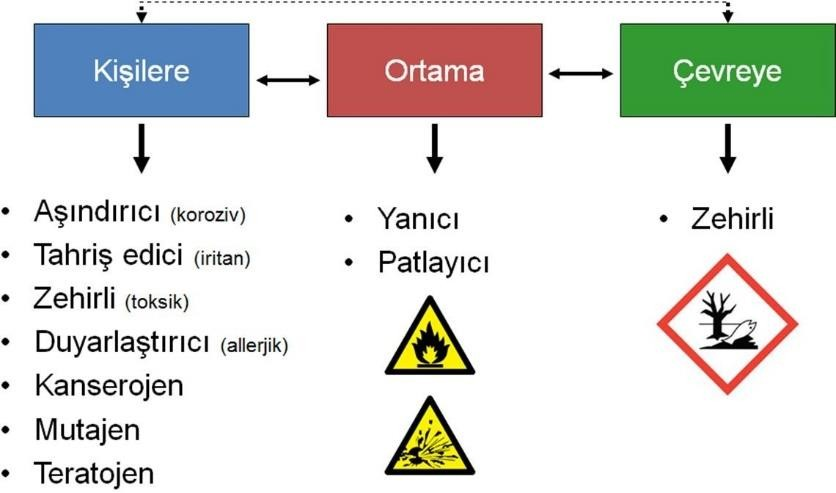 Kişilere
Ortama
Çevreye
• Aşındırıcı (koroziv)
• Tahriş edici (iritan)
• Zehirli (toksik)
• Duyarlaştırıcı (allerjik)
• Kanserojen
• Mutajen
• Teratojen
• Yanıcı
• Patlayıcı
• Zehirli